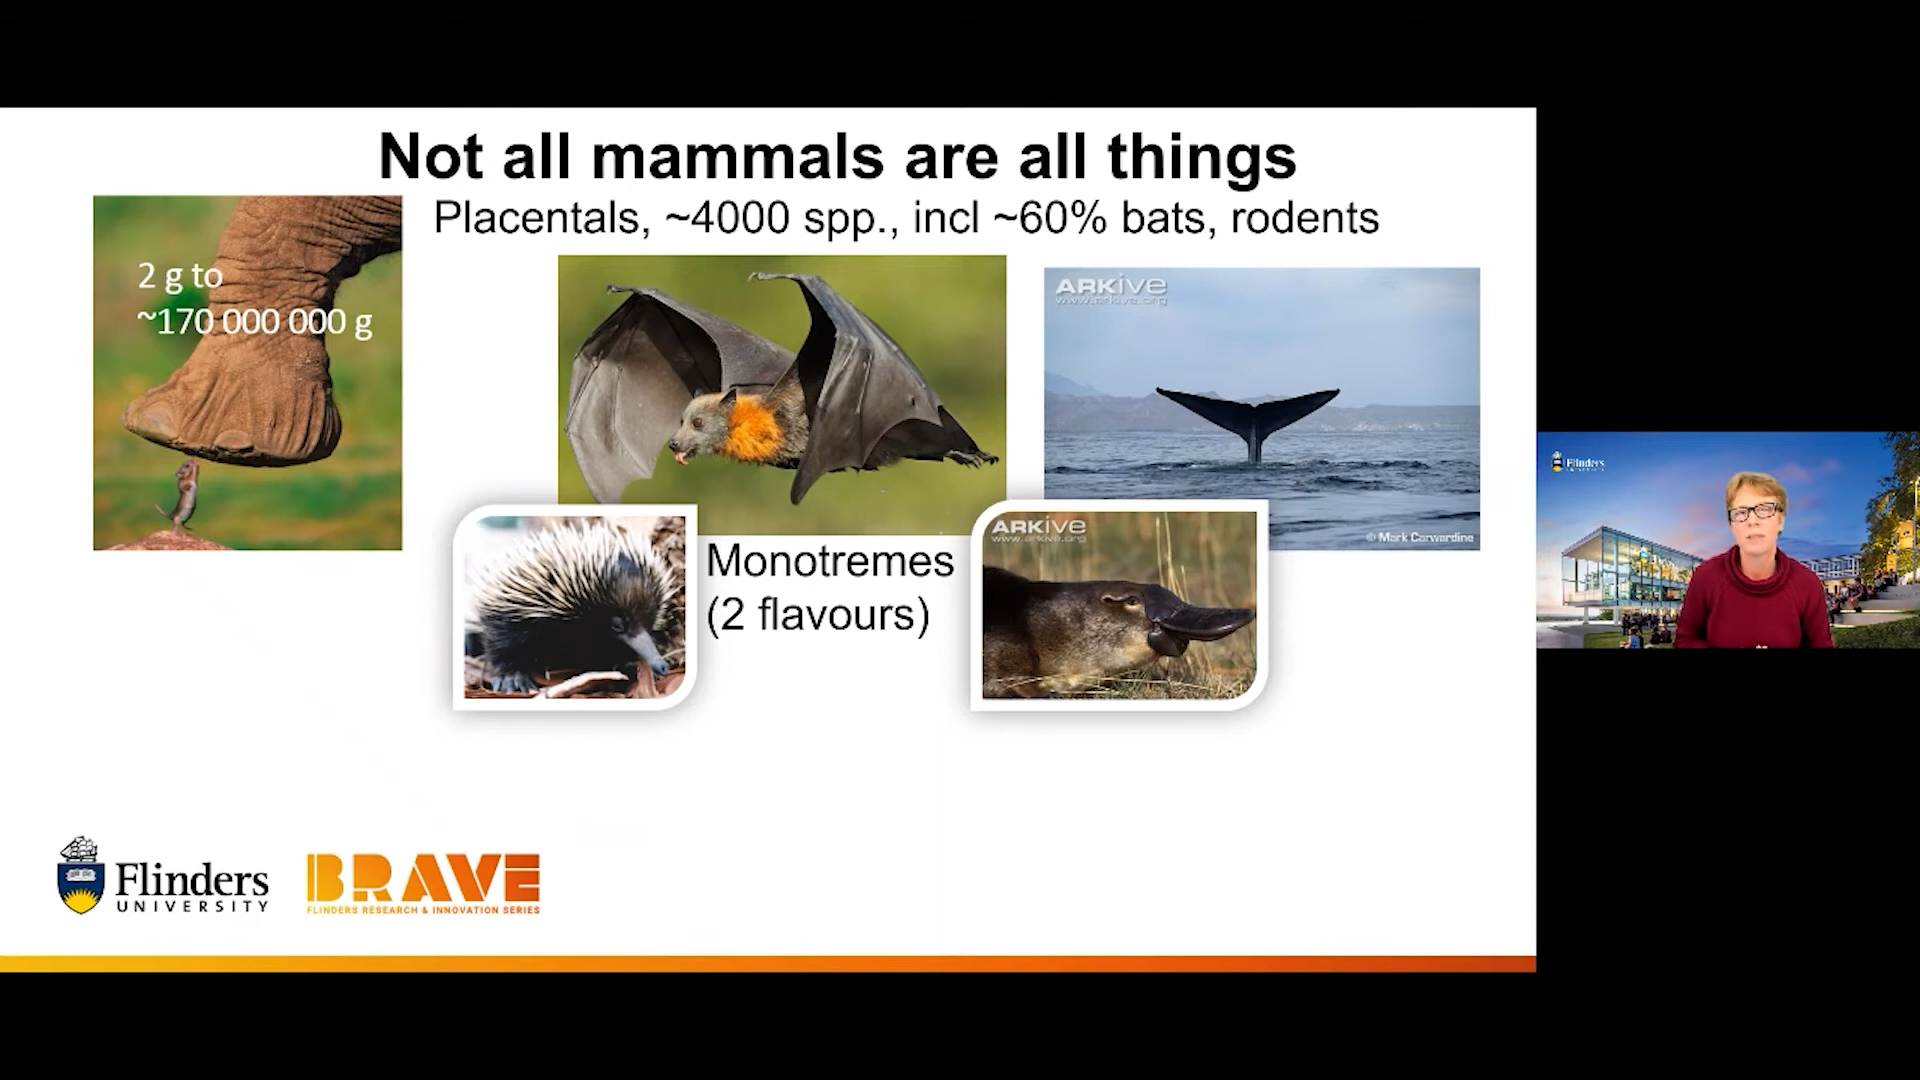 Not all mammals are all things
Placentals, ~4000 spp., incl ~60% bats, rodents
2 g to
~170 000 000 g
ARKive
www.arkive.org
© Mark Carwardine
Monotremes
(2 flavours)
ARKive
www.arkive.org
Flinders
UNIVERSITY
Flinders
UNIVERSITY
BRAVE
FLINDERS RESEARCH & INNOVATION SERIES